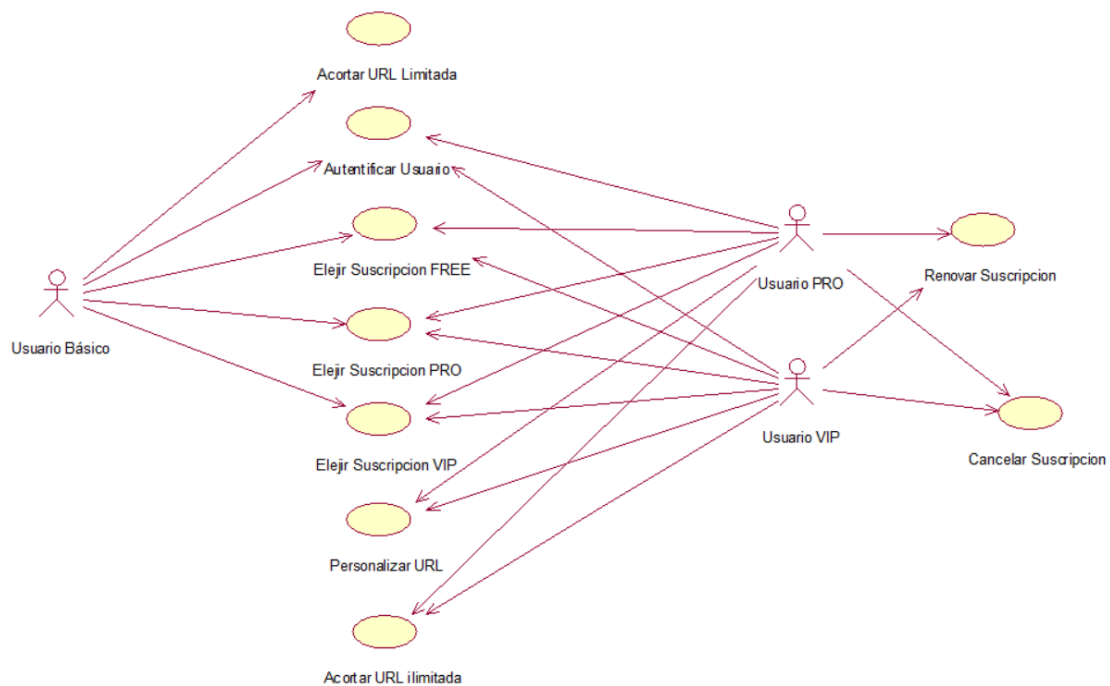 Acortar URL Limitada
Autentificar Usuario
Elejir Suscripcion FREE
Usuario PRO
Renovar Suscripcion
Usuario Básico
Elejir Suscripcion PRO
Usuario VIP
Elejir Suscripcion VIP
Cancelar Suscripcion
Personalizar URL
Acortar URL ilimitada